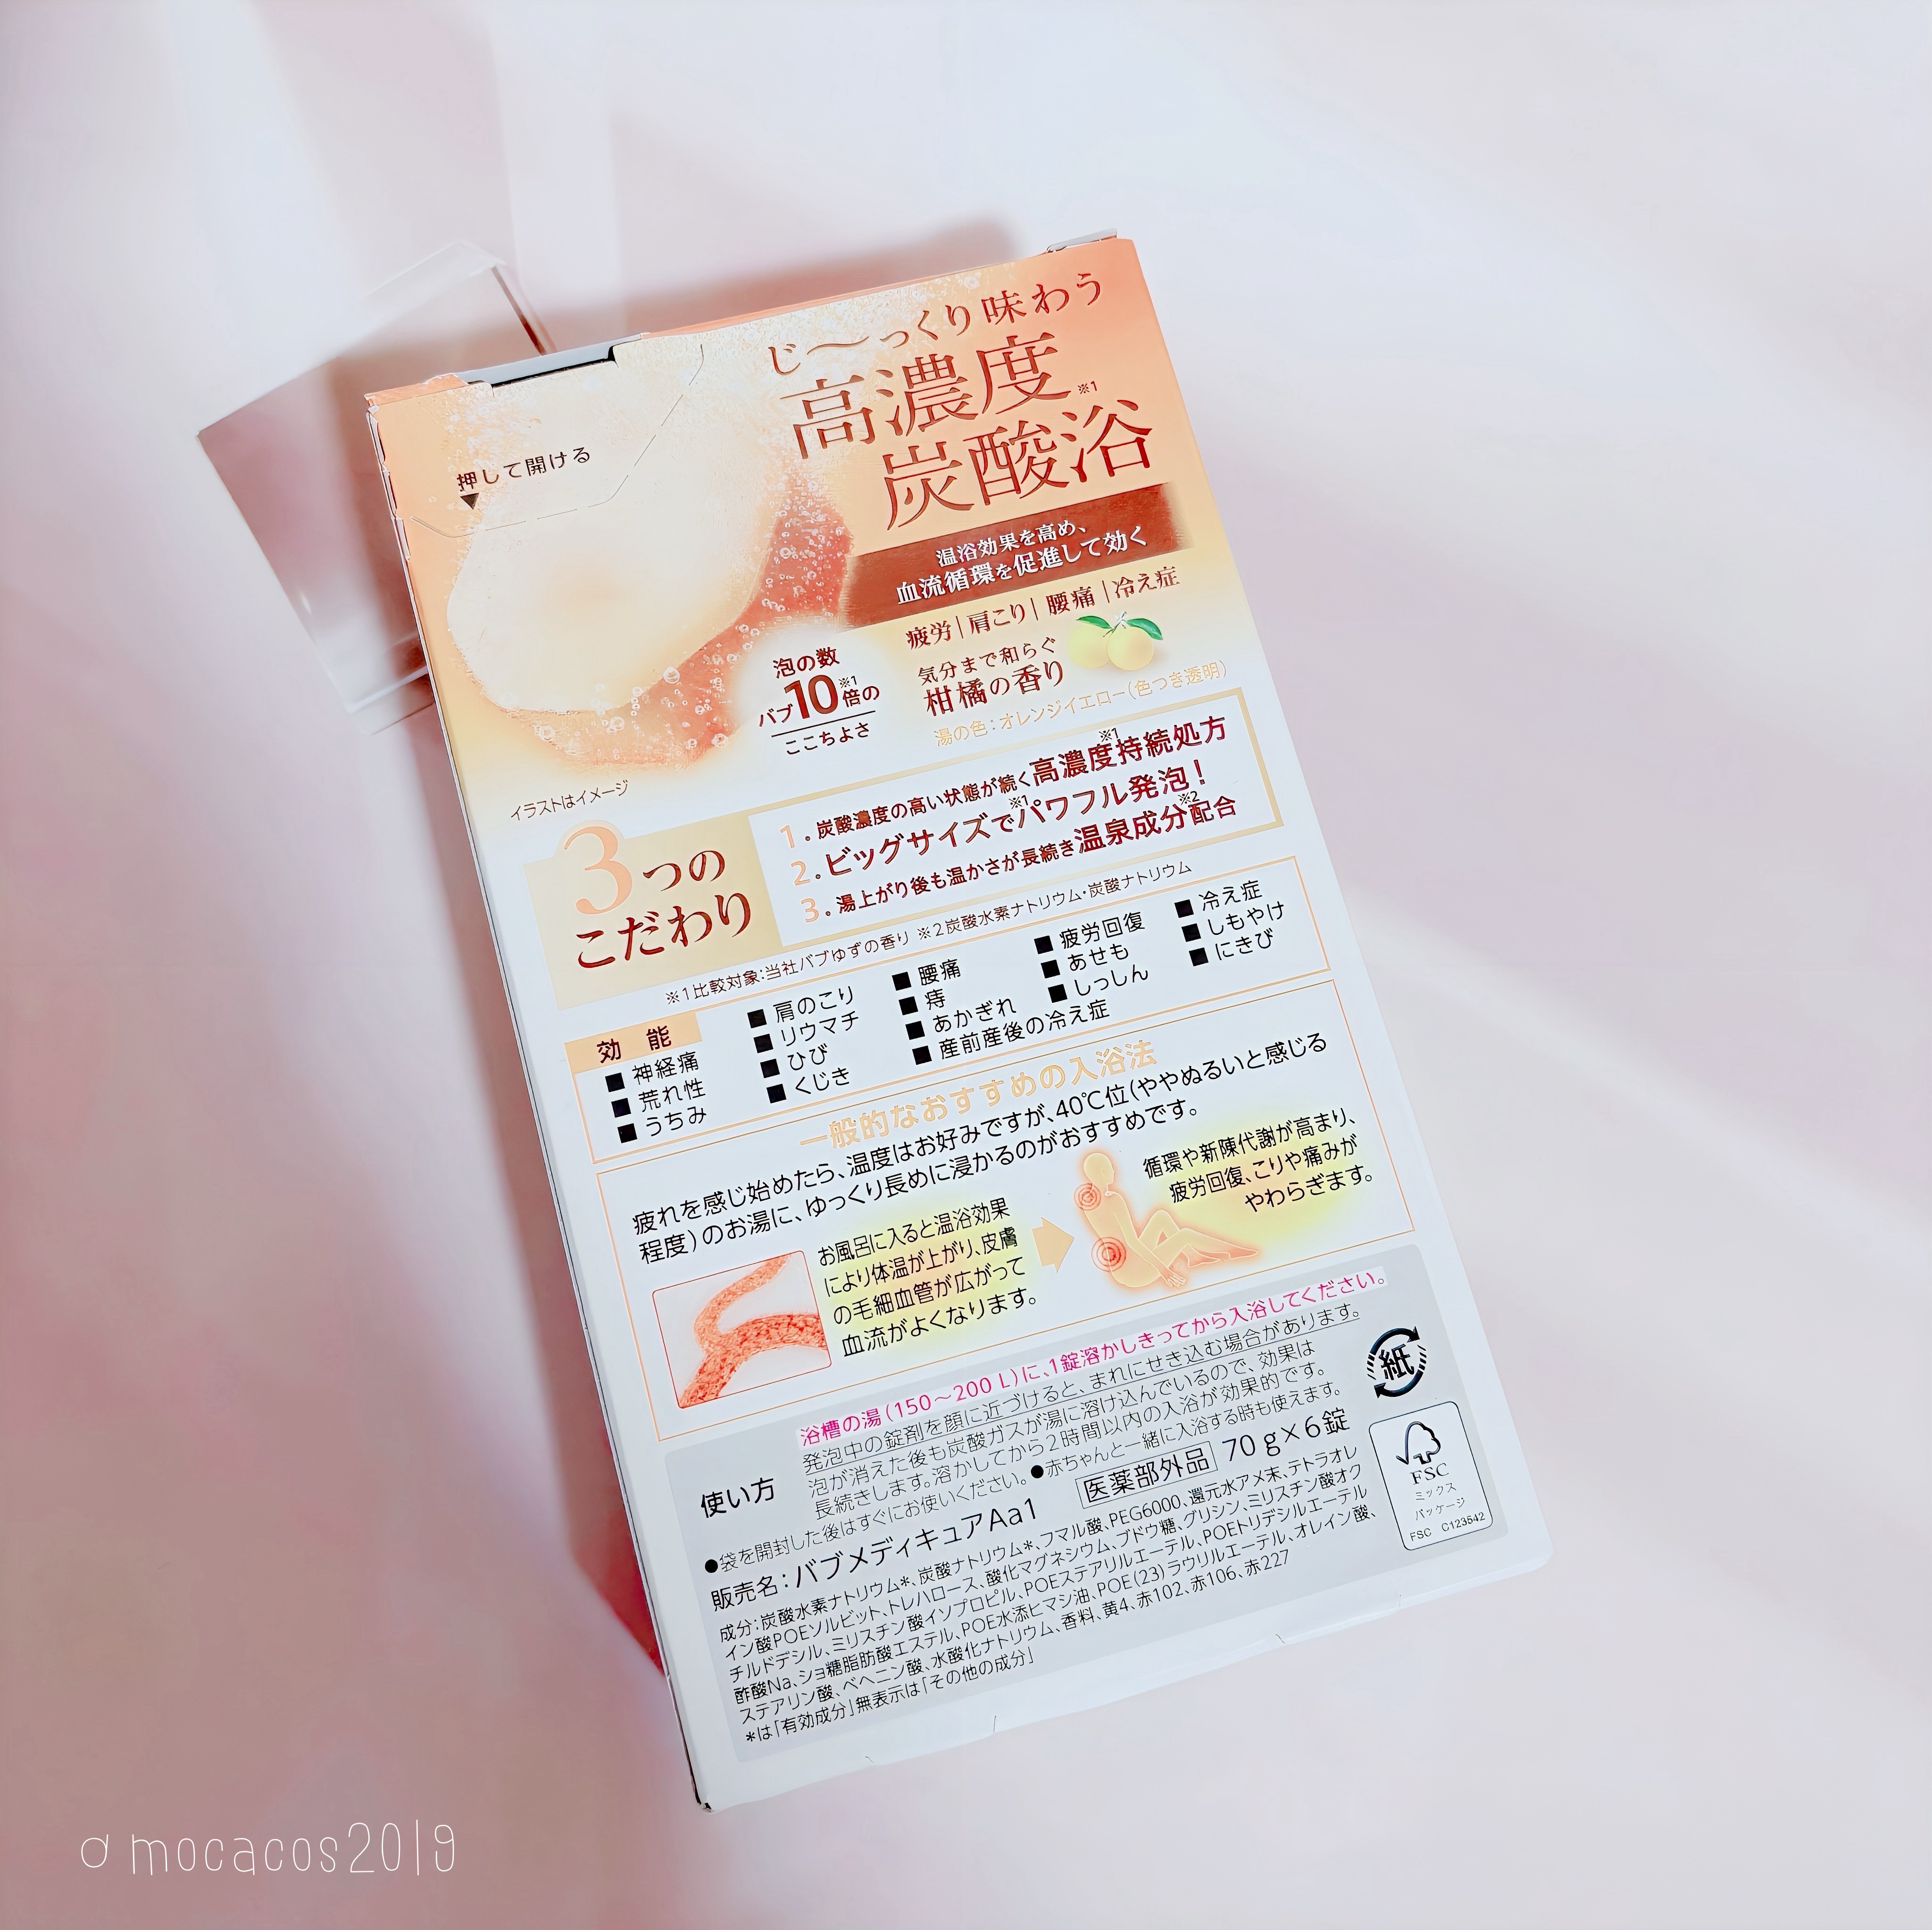 じ〜っくり味わう
高濃度※1
炭酸浴
押して開ける
温浴効果を高め、
血流循環を促進して効く
疲労|肩こり|腰痛|冷え症
気分まで和らぐ
柑橘の香り
湯の色:オレンジイエロー(色つき透明)
泡の数
バブ10※1倍の
ここちよさ
イラストはイメージ
3つの
こだわり
1.炭酸濃度の高い状態が続く高濃度※1持続処方
2.ビッグサイズで※1パワフル発泡!
3.湯上がり後も温かさが長続き温泉成分※2配合
※1比較対象:当社バブゆずの香り ※2炭酸水素ナトリウム・炭酸ナトリウム
効 能
■神経痛
■荒れ性
■うちみ
■肩のこり
■リウマチ
■ひび
■くじき
■腰痛
■痔
■あかぎれ
■産前産後の冷え症
■疲労回復
■あせも
■しっしん
■冷え症
■しもやけ
■にきび
一般的なおすすめの入浴法
疲れを感じ始めたら、温度はお好みですが、40℃位(ややぬるいと感じる
程度)のお湯に、ゆっくり長めに浸かるのがおすすめです。
お風呂に入ると温浴効果
により体温が上がり、皮膚
の毛細血管が広がって
血流がよくなります。
循環や新陳代謝が高まり、
疲労回復、こりや痛みが
やわらぎます。
使い方
浴槽の湯(150〜200 L)に、1錠溶かしきってから入浴してください。
発泡中の錠剤を顔に近づけると、まれにせき込む場合があります。
泡が消えた後も炭酸ガスが湯に溶け込んでいるので、効果は
長続きします。溶かしてから2時間以内の入浴が効果的です。
●袋を開封した後はすぐにお使いください。●赤ちゃんと一緒に入浴する時も使えます。
販売名:バブメディキュアAa1 医薬部外品 70 g×6錠
成分:炭酸水素ナトリウム*、炭酸ナトリウム*、フマル酸、PEG6000、還元水アメ末、テトラオレ
イン酸POEソルビット、トレハロース、酸化マグネシウム、ブドウ糖、グリシン、ミリスチン酸オク
チルドデシル、ミリスチン酸イソプロピル、POEステアリルエーテル、POEトリデシルエーテル
酢酸Na、ショ糖脂肪酸エステル、POE水添ヒマシ油、POE(23)ラウリルエーテル、オレイン酸、
ステアリン酸、ベヘニン酸、水酸化ナトリウム、香料、黄4、赤102、赤106、赤227
*は「有効成分」無表示は「その他の成分」
紙
FSC
ミックス
パッケージ
FSC C123542
mocacos2019